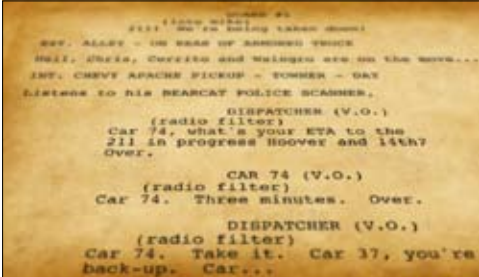 GUARD #1
(into mike)
211! We're being taken down!
EXT. ALLEY - ON REAR OF ARMORED TRUCK
Neil, Chris, Cerrito and Waingro are on the move...
INT. CHEVY APACHE PICKUP - TOWNER - DAY
Listens to his BEARCAT POLICE SCANNER.
DISPATCHER (V.O.)
(radio filter)
Car 74, what's your ETA to the
211 in progress Hoover and 14th?
Over.
CAR 74 (V.O.)
(radio filter)
Car 74. Three minutes. Over.
DISPATCHER (V.O.)
(radio filter)
Car 74. Take it. Car 37, you're
back-up. Car...